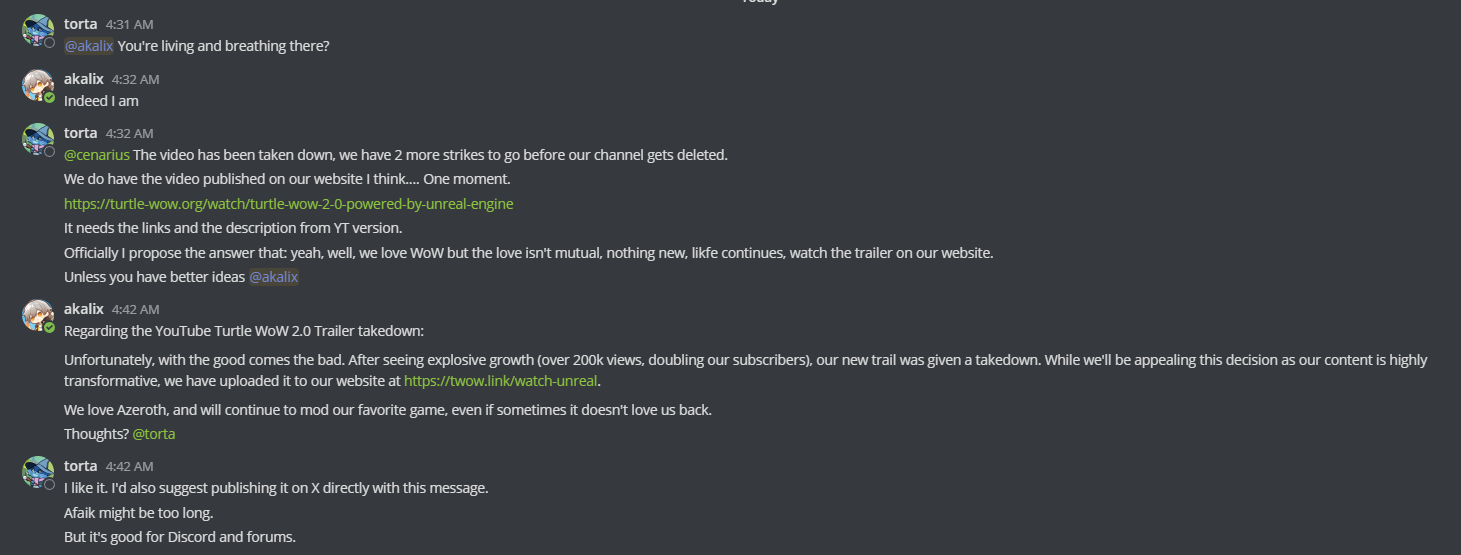 Today
torta 4:31 AM
@akalix You're living and breathing there?
akalix 4:32 AM
Indeed I am
torta 4:32 AM
@cenarius The video has been taken down, we have 2 more strikes to go before our channel gets deleted.
We do have the video published on our website I think.... One moment.
https://turtle-wow.org/watch/turtle-wow-2-0-powered-by-unreal-engine
It needs the links and the description from YT version.
Officially I propose the answer that: yeah, well, we love WoW but the love isn't mutual, nothing new, likfe continues, watch the trailer on our website.
Unless you have better ideas @akalix
akalix 4:42 AM
Regarding the YouTube Turtle WoW 2.0 Trailer takedown:
Unfortunately, with the good comes the bad. After seeing explosive growth (over 200k views, doubling our subscribers), our new trail was given a takedown. While we'll be appealing this decision as our content is highly
transformative, we have uploaded it to our website at https://twow.link/watch-unreal.
We love Azeroth, and will continue to mod our favorite game, even if sometimes it doesn't love us back.
Thoughts? @torta
torta 4:42 AM
I like it. I'd also suggest publishing it on X directly with this message.
Afaik might be too long.
But it's good for Discord and forums.